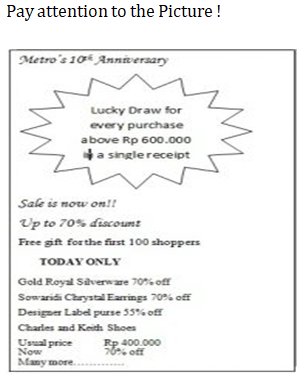 Pay attention to the Picture !
Metro's 10th Anniversary
Lucky Draw for
every purchase
above Rp 600.000
a single receipt
Sale is now on!!
Up to 70% discount
Free gift for the first 100 shoppers
TODAY ONLY
Gold Royal Silverware 70% off
Sowaridi Chrystal Earrings 70% off
Designer Label purse 55% off
Charles and Keith Shoes
Usual price Rp 400.000
Now 70% off
Many more..............